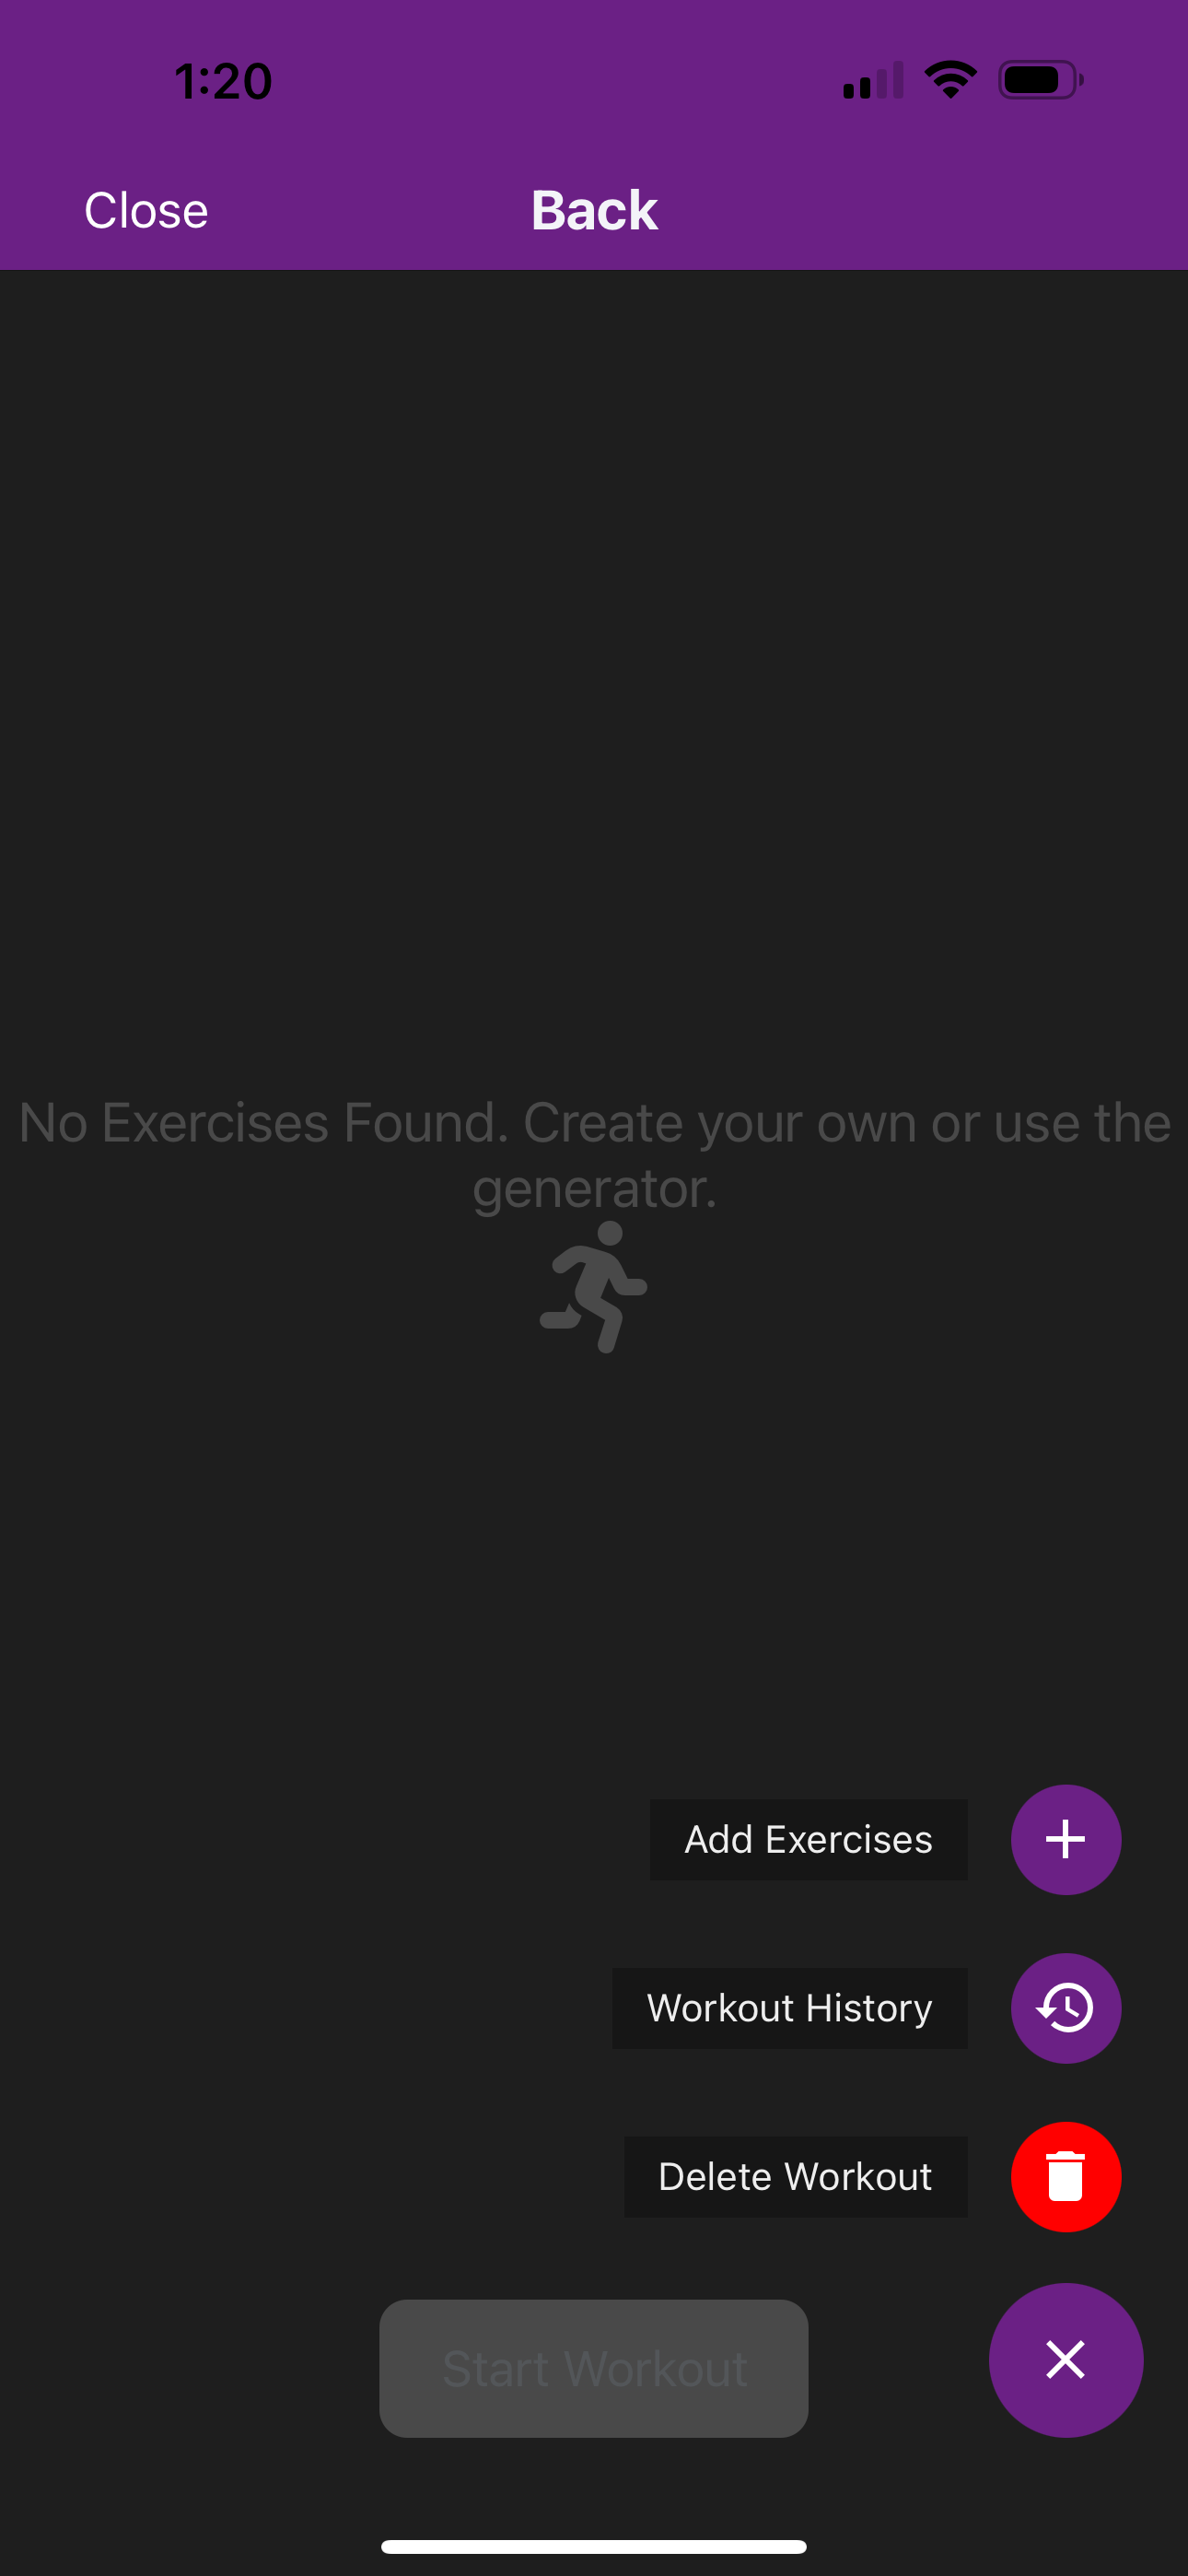 1:20
Close
Back
No Exercises Found. Create your own or use the
generator.
Add Exercises
Workout History
Delete Workout
Start Workout